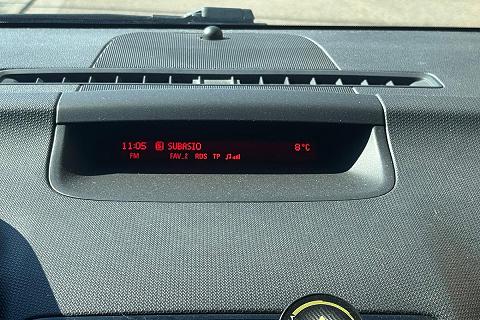 11:05 SUBASIO 8°C
FM FAV_2 RDS TP